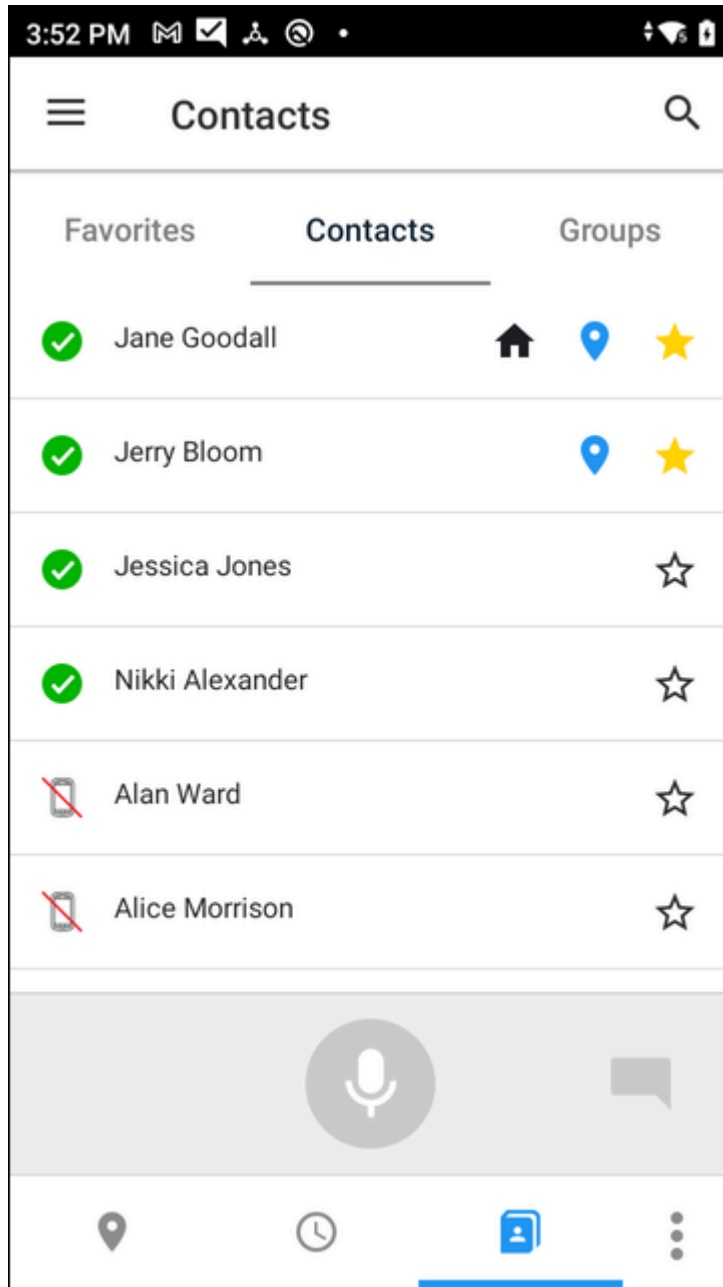 3:52 PM
Contacts
Favorites Contacts Groups
Jane Goodall
Jerry Bloom
Jessica Jones
Nikki Alexander
Alan Ward
Alice Morrison